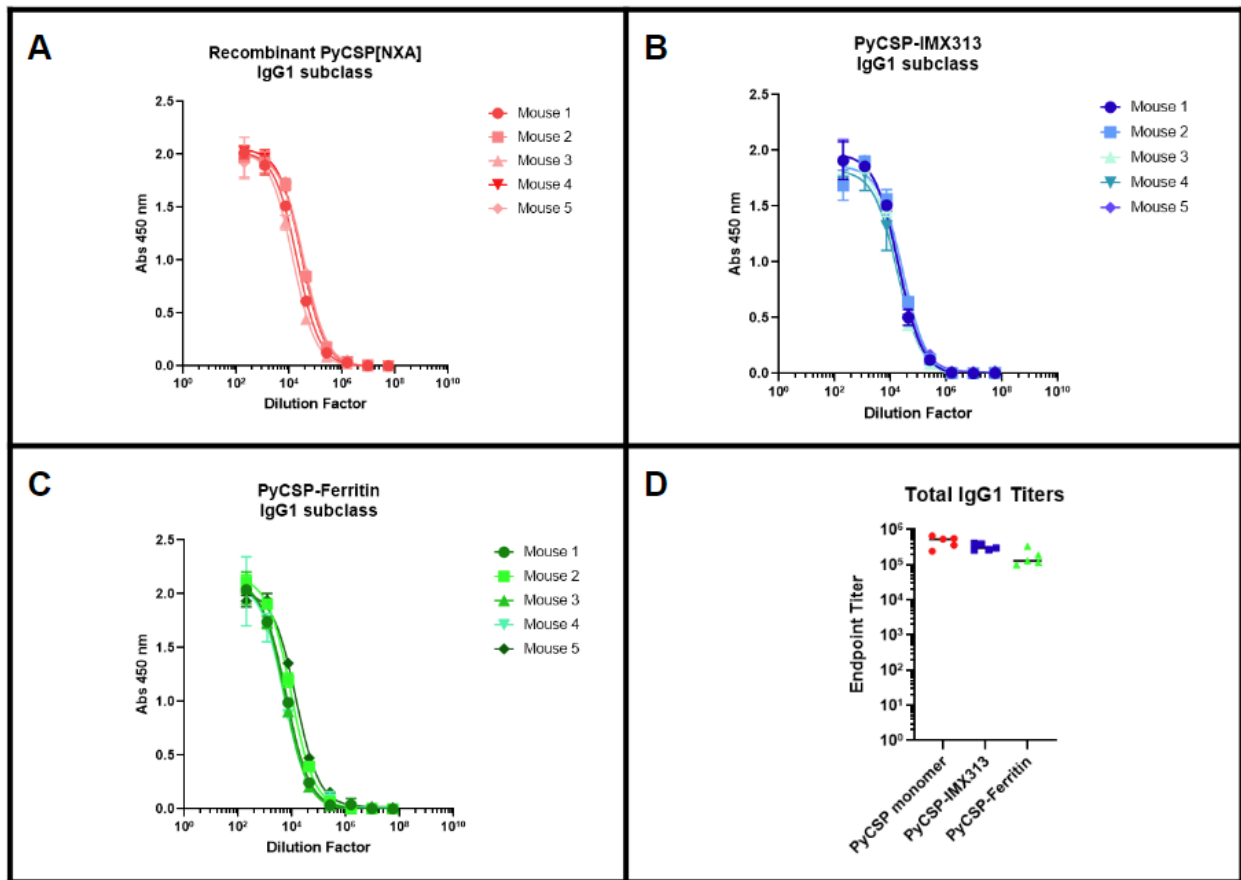 A
Recombinant PyCSP[NXA]
IgG1 subclass
2.5
2.0
1.5
1.0
0.5
0.0
Abs 450 nm
10⁰
10²
10⁴
10⁶
10⁸
10¹⁰
Dilution Factor
Mouse 1
Mouse 2
Mouse 3
Mouse 4
Mouse 5
B
PyCSP-IMX313
IgG1 subclass
2.5
2.0
1.5
1.0
0.5
0.0
Abs 450 nm
10⁰
10²
10⁴
10⁶
10⁸
10¹⁰
Dilution Factor
Mouse 1
Mouse 2
Mouse 3
Mouse 4
Mouse 5
C
PyCSP-Ferritin
IgG1 subclass
2.5
2.0
1.5
1.0
0.5
0.0
Abs 450 nm
10⁰
10²
10⁴
10⁶
10⁸
10¹⁰
Dilution Factor
Mouse 1
Mouse 2
Mouse 3
Mouse 4
Mouse 5
D
Total IgG1 Titers
10⁶
10⁵
10⁴
10³
10²
10¹
10⁰
Endpoint Titer
PyCSP monomer
PyCSP-IMX313
PyCSP-Ferritin